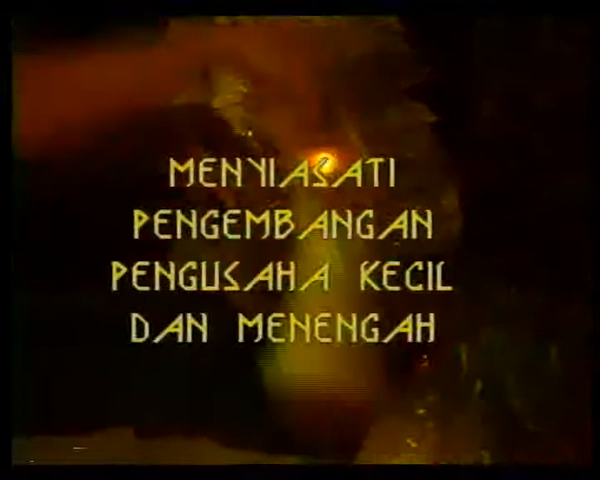 MENYIASATI
PENGEMBANGAN
PENGUSAHA KECIL
DAN MENENGAH